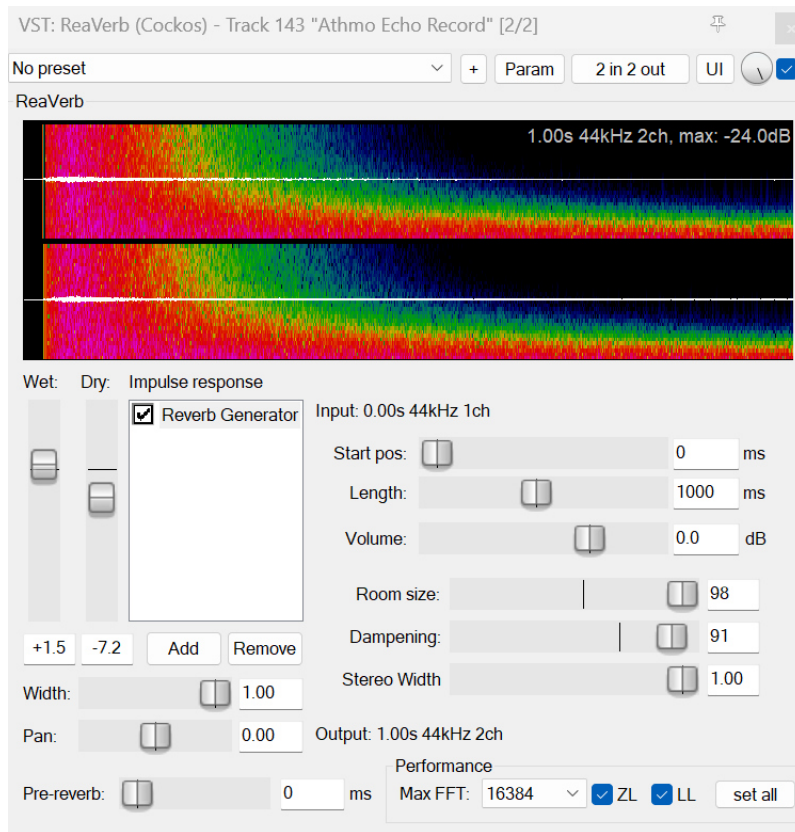 VST: ReaVerb (Cockos) - Track 143 "Athmo Echo Record" [2/2]
No preset + Param 2 in 2 out UI
ReaVerb
1.00s 44kHz 2ch, max: -24.0dB
Wet: Dry: Impulse response
Reverb Generator
Input: 0.00s 44kHz 1ch
Start pos: 0 ms
Length: 1000 ms
Volume: 0.0 dB
Room size: 98
Dampening: 91
Stereo Width 1.00
+1.5 -7.2 Add Remove
Width: 1.00
Pan: 0.00
Output: 1.00s 44kHz 2ch
Pre-reverb: 0 ms
Performance
Max FFT: 16384 ZL LL set all